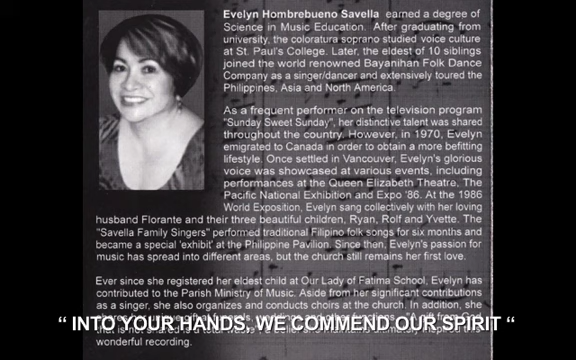 Evelyn Hombrebueno Savella earned a degree of
Science in Music Education. After graduating from
university, the coloratura soprano studied voice culture
at St. Paul's College. Later, the eldest of 10 siblings
joined the world renowned Bayanihan Folk Dance
Company as a singer/dancer and extensively toured the
Philippines, Asia and North America.
As a frequent performer on the television program
"Sunday Sweet Sunday", her distinctive talent was shared
throughout the country. However, in 1970, Evelyn
emigrated to Canada in order to obtain a more befitting
lifestyle. Once settled in Vancouver, Evelyn's glorious
voice was showcased at various events, including
performances at the Queen Elizabeth Theatre, The
Pacific National Exhibition and Expo '86. At the 1986
World Exposition, Evelyn sang collectively with her loving
husband Florante and their three beautiful children, Ryan, Rolf and Yvette. The
"Savella Family Singers" performed traditional Filipino folk songs for six months and
became a special 'exhibit' at the Philippine Pavilion. Since then, Evelyn's passion for
music has spread into different areas, but the church still remains her first love.
Ever since she registered her eldest child at Our Lady of Fatima School, Evelyn has
contributed to the Parish Ministry of Music. Aside from her significant contributions
as a singer, she also organizes and conducts choirs at the church. In addition, she
“ INTO YOUR HANDS, WE COMMEND OUR SPIRIT “
wonderful recording.